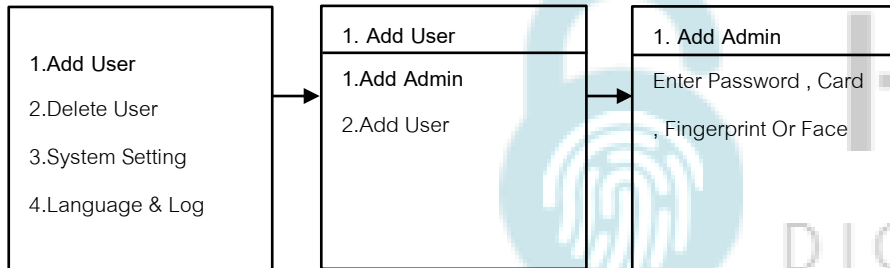 1.Add User
2.Delete User
3.System Setting
4.Language & Log
1. Add User
1.Add Admin
2.Add User
1. Add Admin
Enter Password , Card
, Fingerprint Or Face